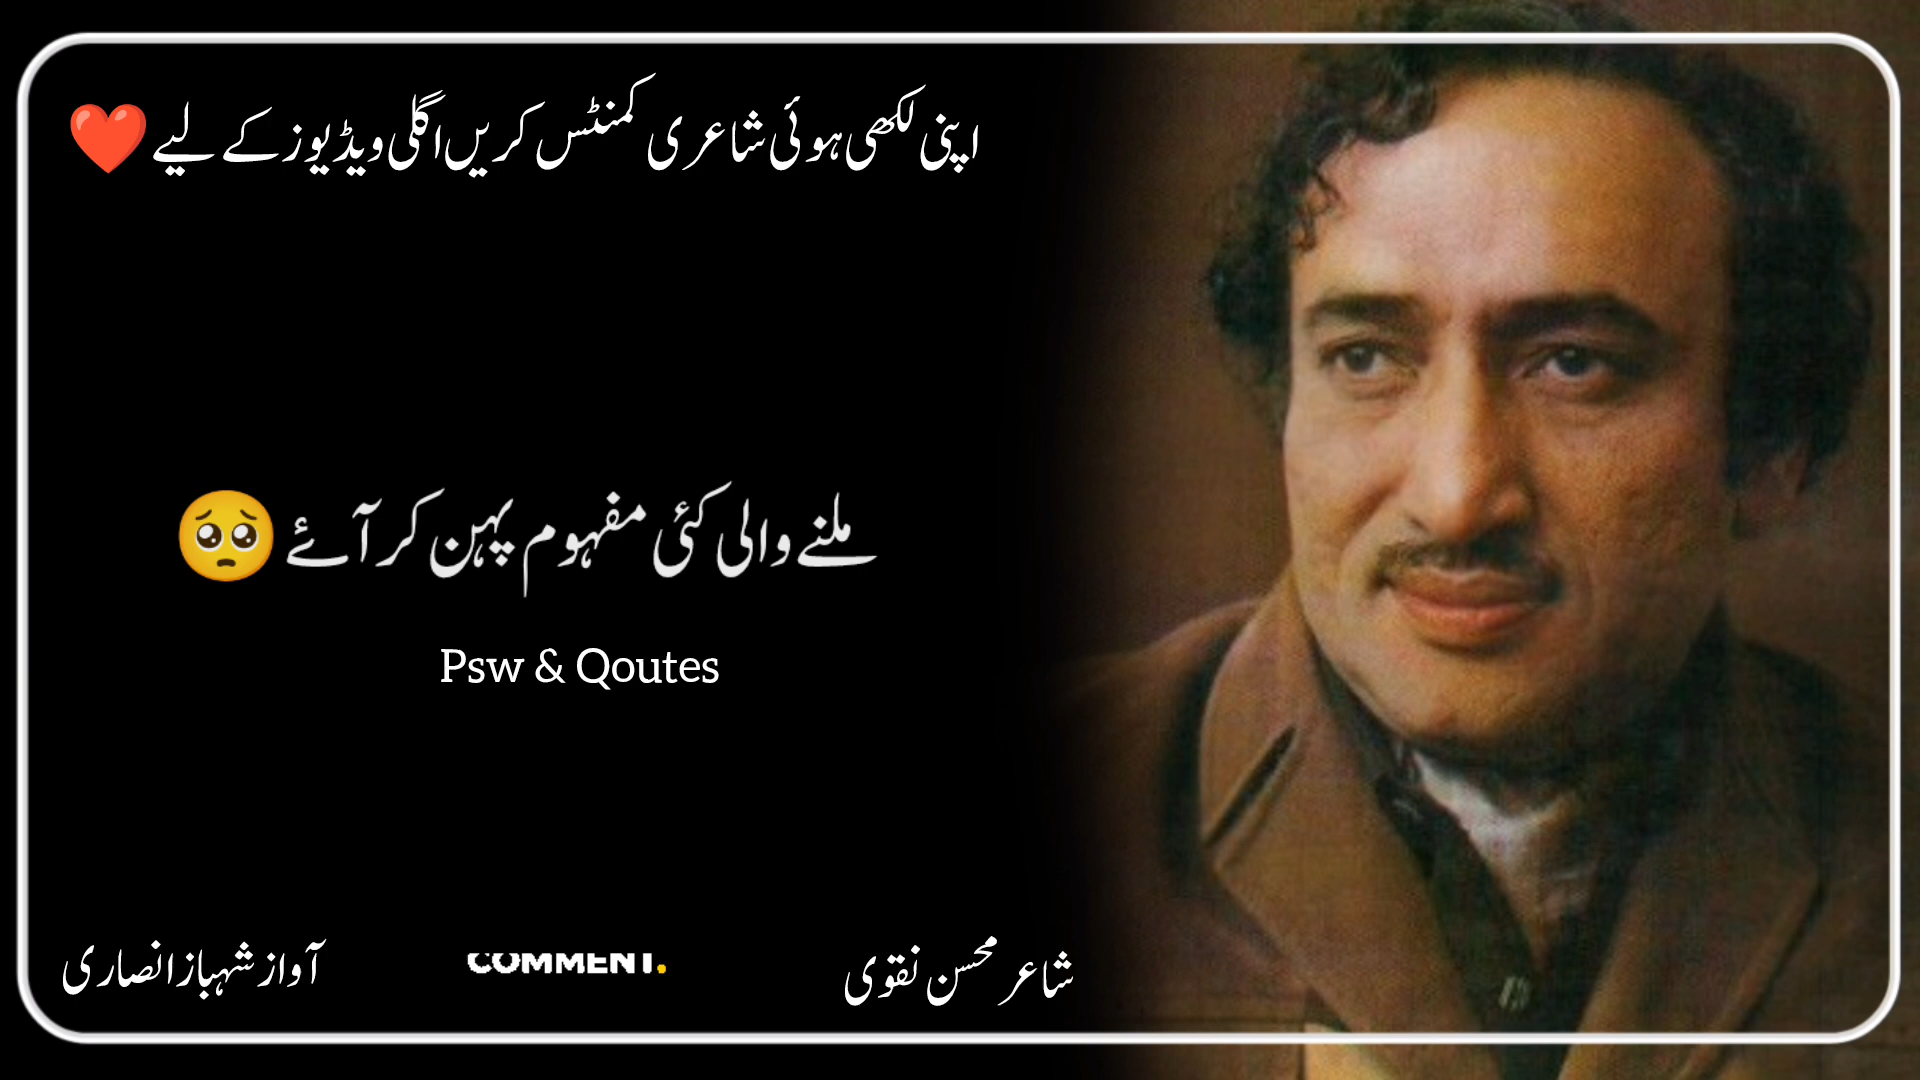 اپنی لکھی ہوئی شاعری کمنٹس کریں اگلی ویڈیوز کے لیے ❤️
ملنے والی کئی مفہوم پہن کر آئے 🥺
Psw & Qoutes
شاعر محسن نقوی
COMMENT.
آواز شہباز انصاری